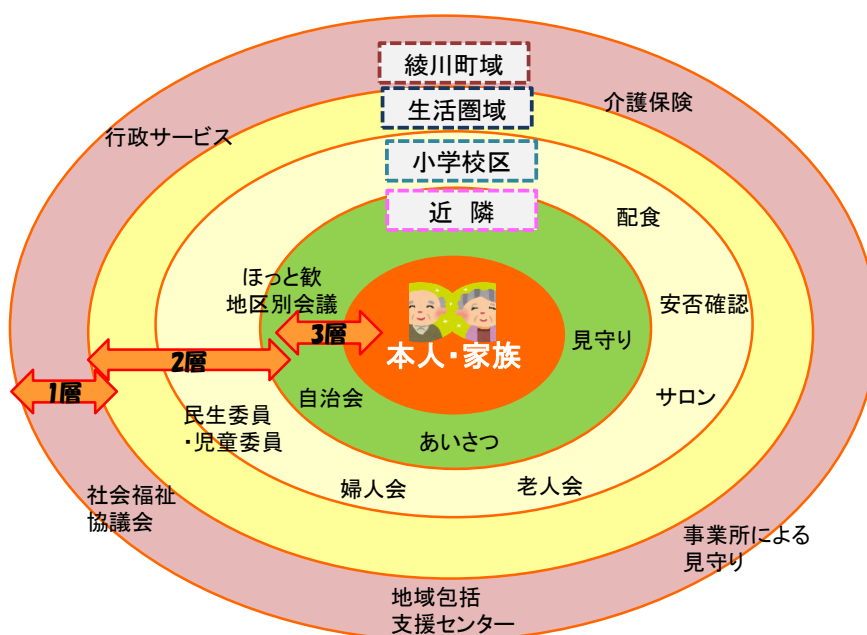 綾川町域
生活圏域
小学校区
近 隣
介護保険
行政サービス
配食
ほっと歓
地区別会議
安否確認
3層
見守り
本人・家族
2層
1層
自治会
サロン
民生委員
・児童委員
あいさつ
婦人会
老人会
社会福祉
協議会
事業所による
見守り
地域包括
支援センター